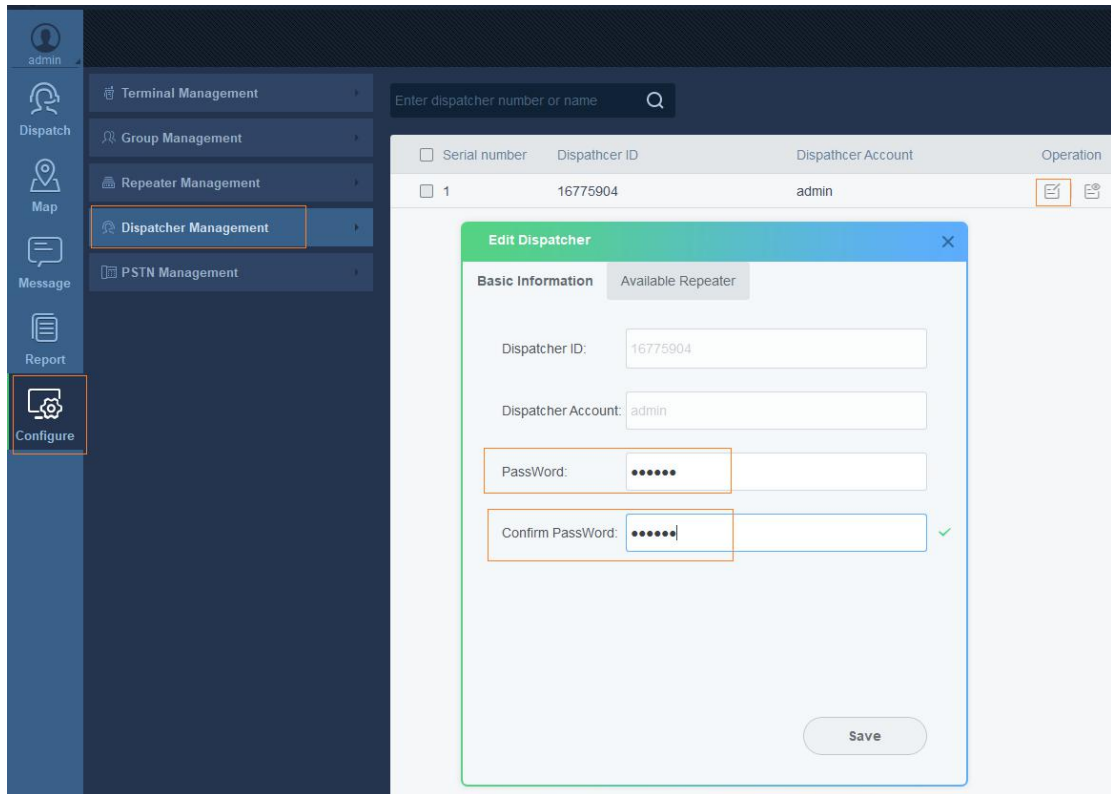 admin
Dispatch
Map
Message
Report
Configure
Terminal Management
Group Management
Repeater Management
Dispatcher Management
PSTN Management
Enter dispatcher number or name
Serial number Dispathcer ID Dispathcer Account Operation
1 16775904 admin
Edit Dispatcher
Basic Information Available Repeater
Dispatcher ID: 16775904
Dispatcher Account: admin
PassWord: ●●●●●●
Confirm PassWord: ●●●●●●
Save